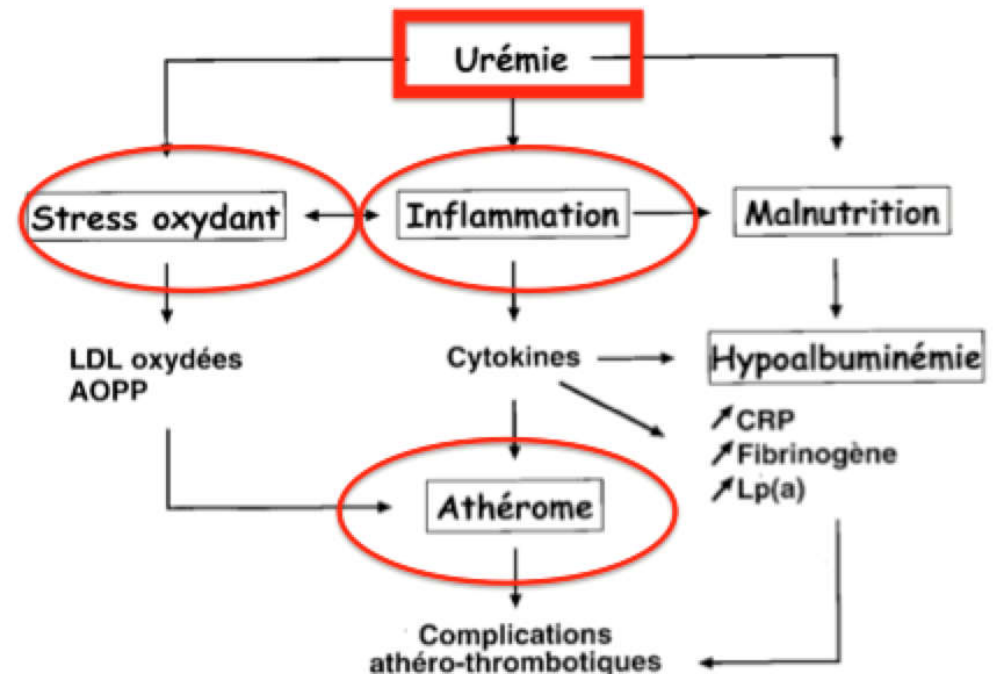 Urémie
Stress oxydant
Inflammation
Malnutrition
LDL oxydées
AOPP
Cytokines
Hypoalbuminémie
CRP
Fibrinogène
Lp(a)
Athérome
Complications
athéro-thrombotiques